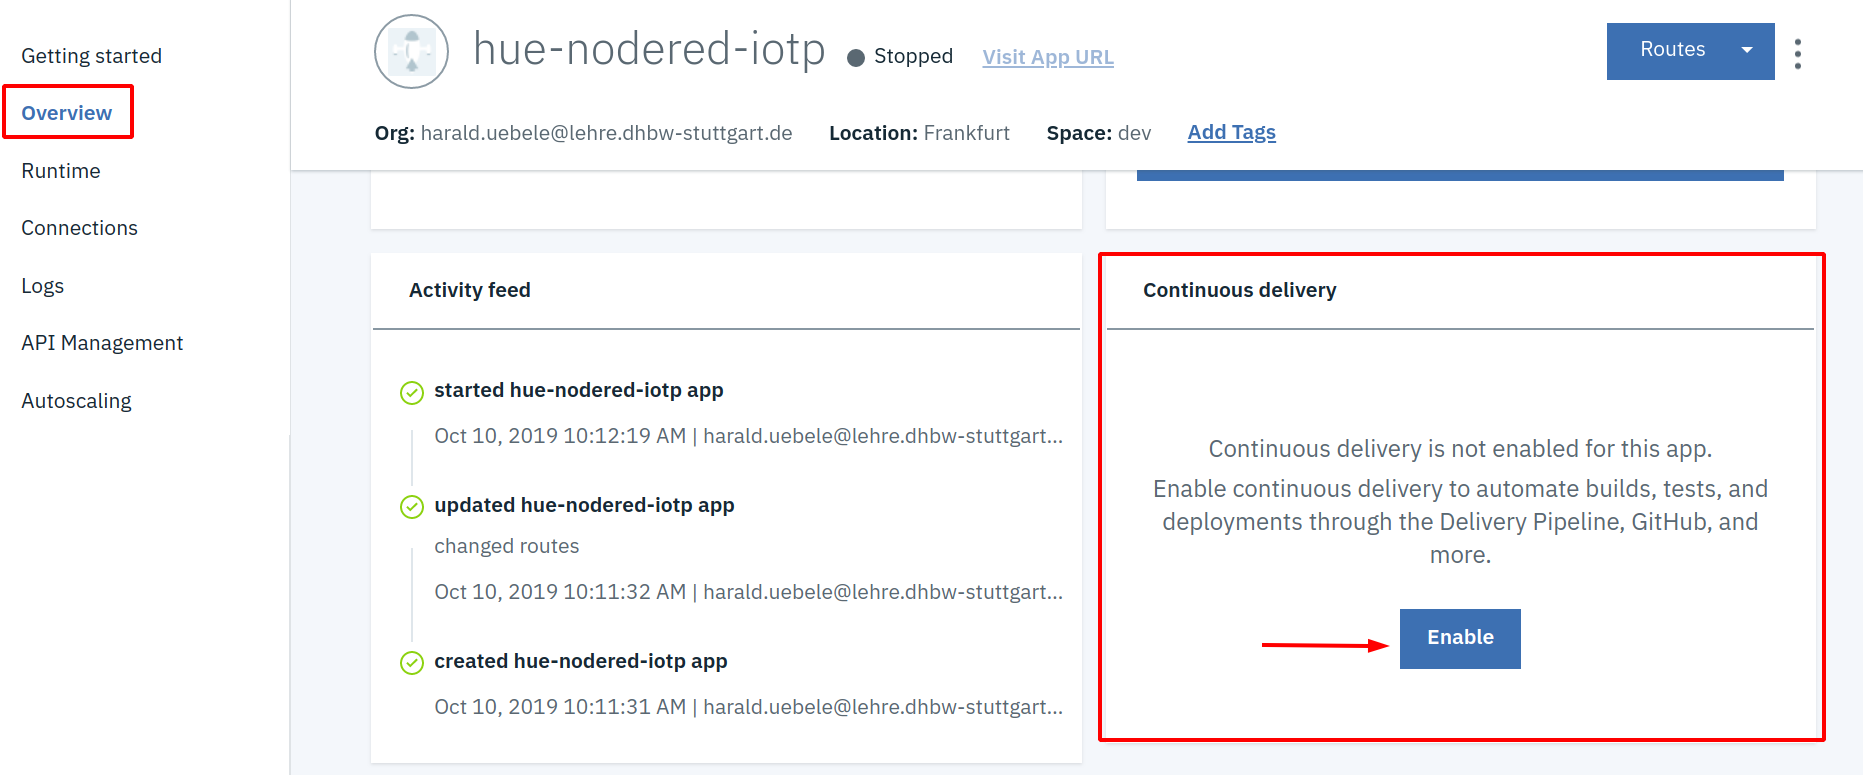 Getting started
Overview
Runtime
Connections
Logs
API Management
Autoscaling
hue-nodered-iotp
Stopped
Visit App URL
Routes
Org: harald.uebele@lehre.dhbw-stuttgart.de
Location: Frankfurt
Space: dev
Add Tags
Activity feed
started hue-nodered-iotp app
Oct 10, 2019 10:12:19 AM | harald.uebele@lehre.dhbw-stuttgart...
updated hue-nodered-iotp app
changed routes
Oct 10, 2019 10:11:32 AM | harald.uebele@lehre.dhbw-stuttgart...
created hue-nodered-iotp app
Oct 10, 2019 10:11:31 AM | harald.uebele@lehre.dhbw-stuttgart...
Continuous delivery
Continuous delivery is not enabled for this app.
Enable continuous delivery to automate builds, tests, and
deployments through the Delivery Pipeline, GitHub, and
more.
Enable